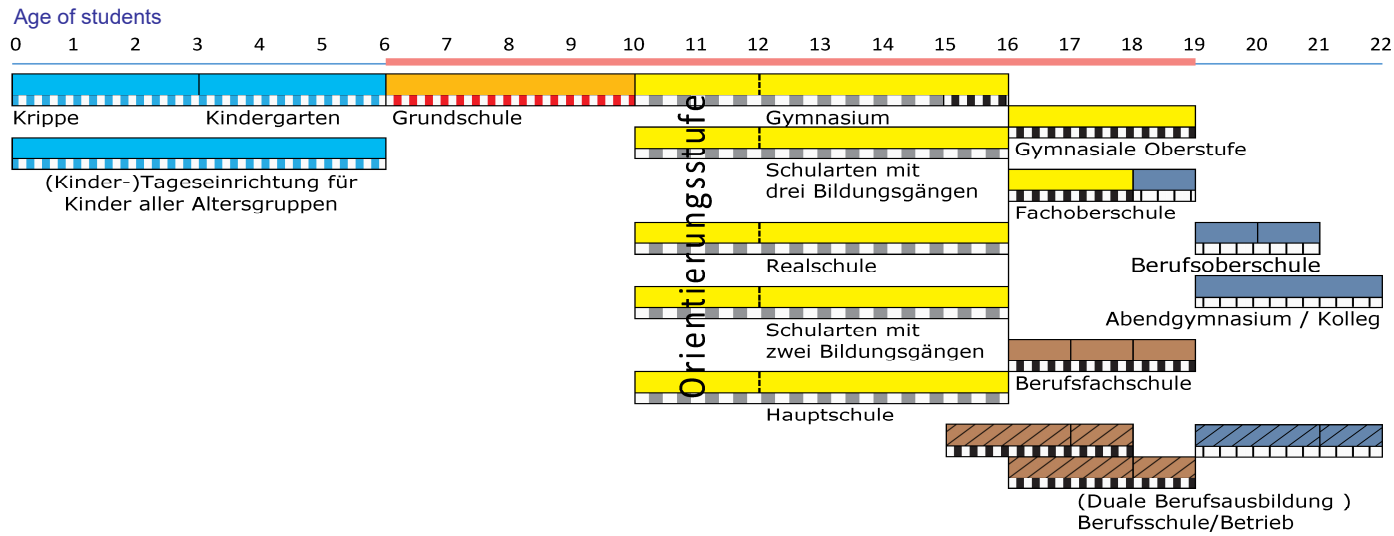 Age of students
0 1 2 3 4 5 6 7 8 9 10 11 12 13 14 15 16 17 18 19 20 21 22
Krippe
Kindergarten
Grundschule
Gymnasium
Gymnasiale Oberstufe
(Kinder-)Tageseinrichtung für
Kinder aller Altersgruppen
Orientierungsstufe
Schularten mit
drei Bildungsgängen
Fachoberschule
Realschule
Berufsoberschule
Abendgymnasium / Kolleg
Schularten mit
zwei Bildungsgängen
Berufsfachschule
Hauptschule
(Duale Berufsausbildung )
Berufsschule/Betrieb